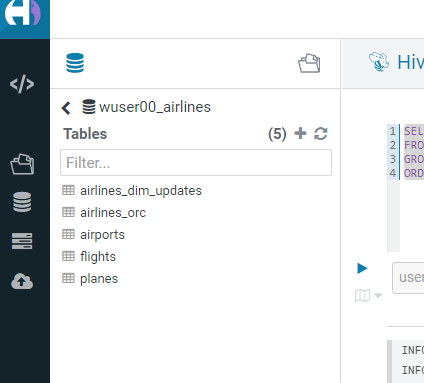 Hiv
wuser00_airlines
Tables (5)
Filter...
airlines_dim_updates
airlines_orc
airports
flights
planes
1 SEL
2 FRO
3 GRO
4 ORD
user
INFO
INFO